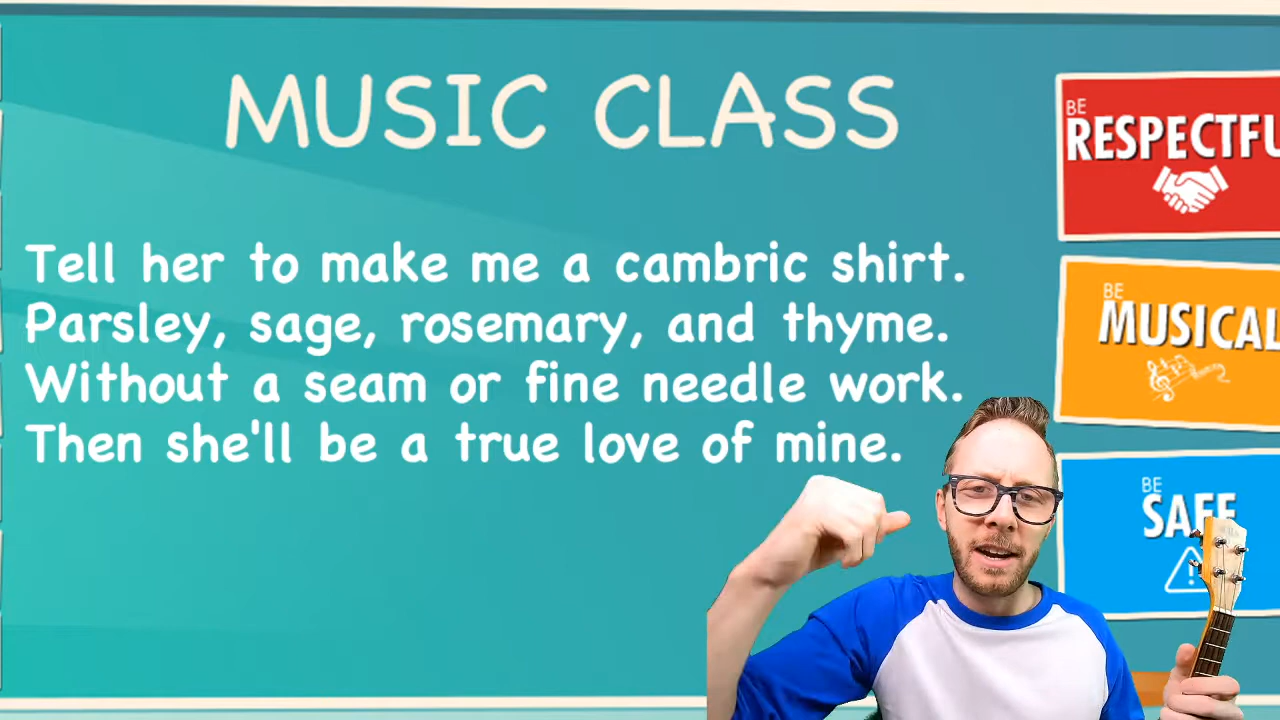 MUSIC CLASS
Tell her to make me a cambric shirt.
Parsley, sage, rosemary, and thyme.
Without a seam or fine needle work.
Then she'll be a true love of mine.
BE
RESPECTFU
BE
MUSICAL
BE
SAFE